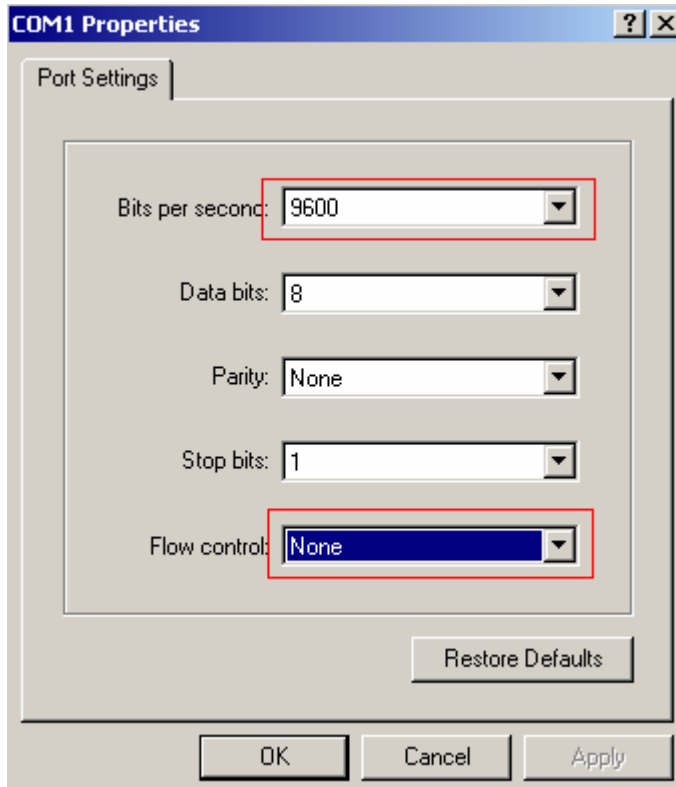 COM1 Properties
Port Settings
Bits per second: 9600
Data bits: 8
Parity: None
Stop bits: 1
Flow control: None
Restore Defaults
OK Cancel Apply